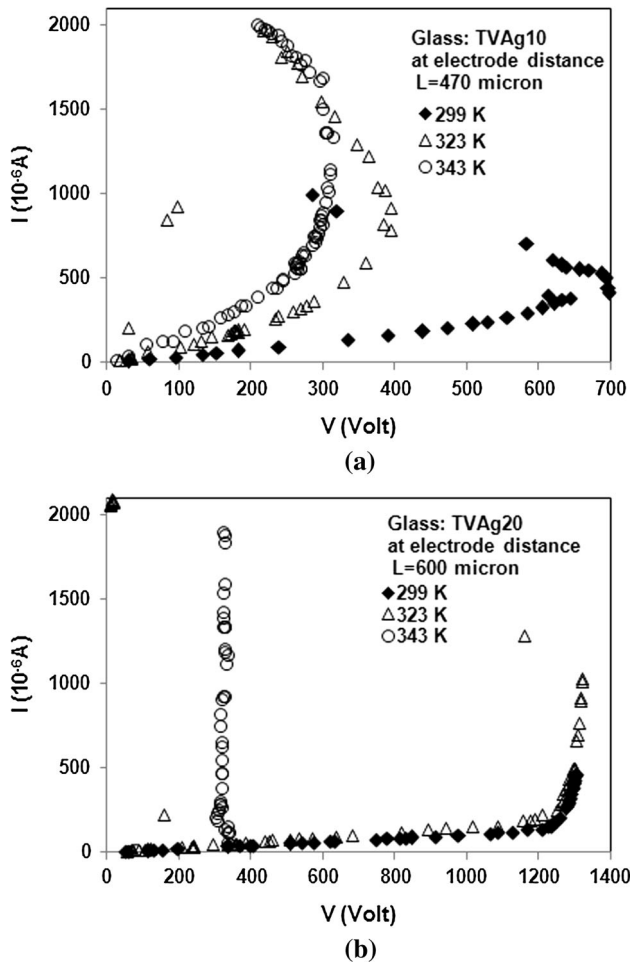 2000
1500
1000
500
0
I (10⁻⁶A)
Glass: TVAg10
at electrode distance
L=470 micron
299 K
323 K
343 K
0 100 200 300 400 500 600 700
V (Volt)
(a)
2000
1500
1000
500
0
I (10⁻⁶A)
Glass: TVAg20
at electrode distance
L=600 micron
299 K
323 K
343 K
0 200 400 600 800 1000 1200 1400
V (Volt)
(b)